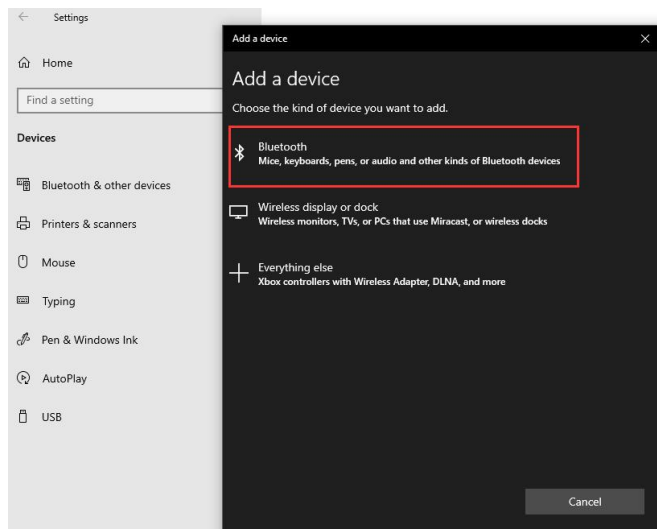 Settings
Home
Find a setting
Devices
Bluetooth & other devices
Printers & scanners
Mouse
Typing
Pen & Windows Ink
AutoPlay
USB
Add a device
Add a device
Choose the kind of device you want to add.
Bluetooth
Mice, keyboards, pens, or audio and other kinds of Bluetooth devices
Wireless display or dock
Wireless monitors, TVs, or PCs that use Miracast, or wireless docks
Everything else
Xbox controllers with Wireless Adapter, DLNA, and more
Cancel